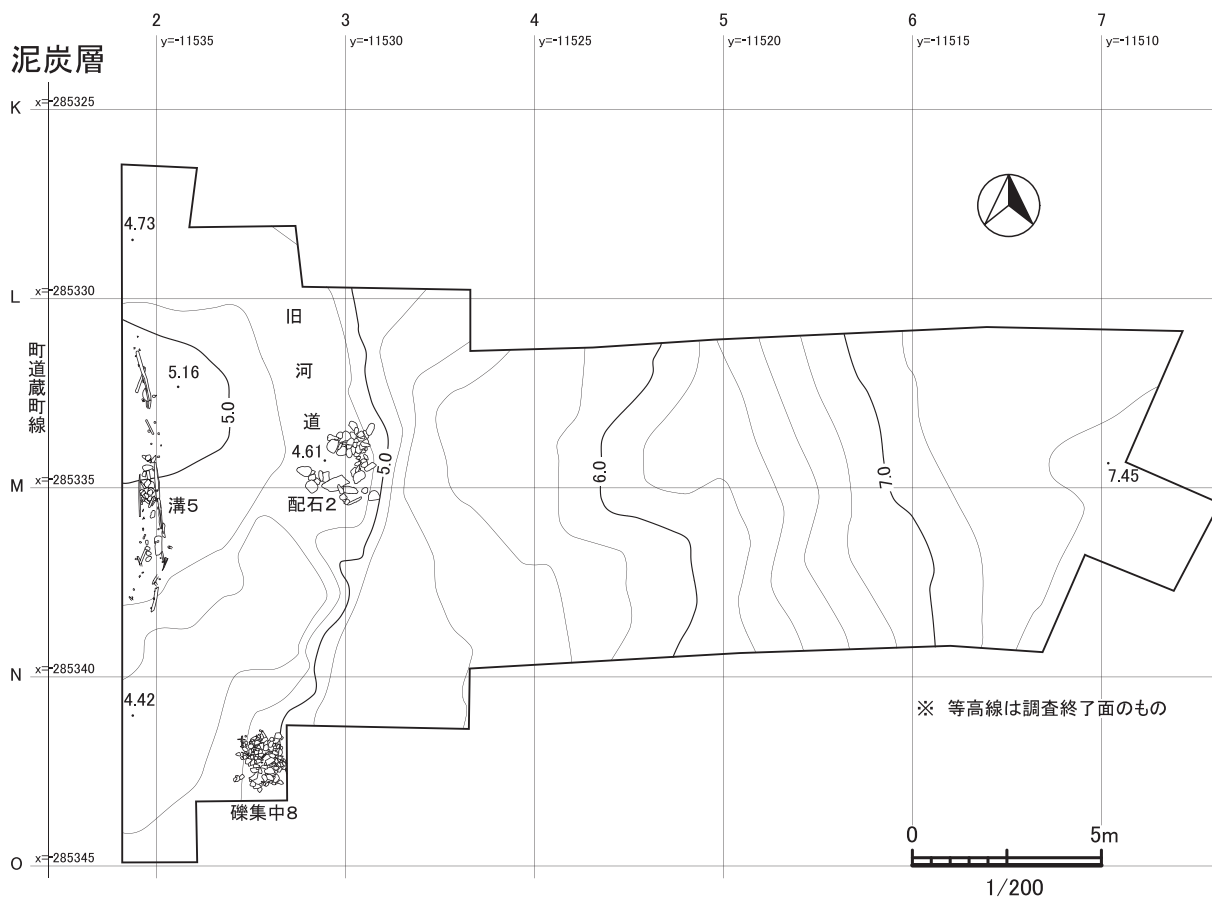 2 3 4 5 6 7
y=-11535 y=-11530 y=-11525 y=-11520 y=-11515 y=-11510
泥炭層
K x=-285325
4.73
L x=-285330
旧河道
町道蔵町線
5.16
5.0
4.61
5.0
6.0
7.0
7.45
M x=-285335
溝5
配石2
N x=-285340
4.42
※ 等高線は調査終了面のもの
礫集中8
0 5m
1/200
O x=-285345